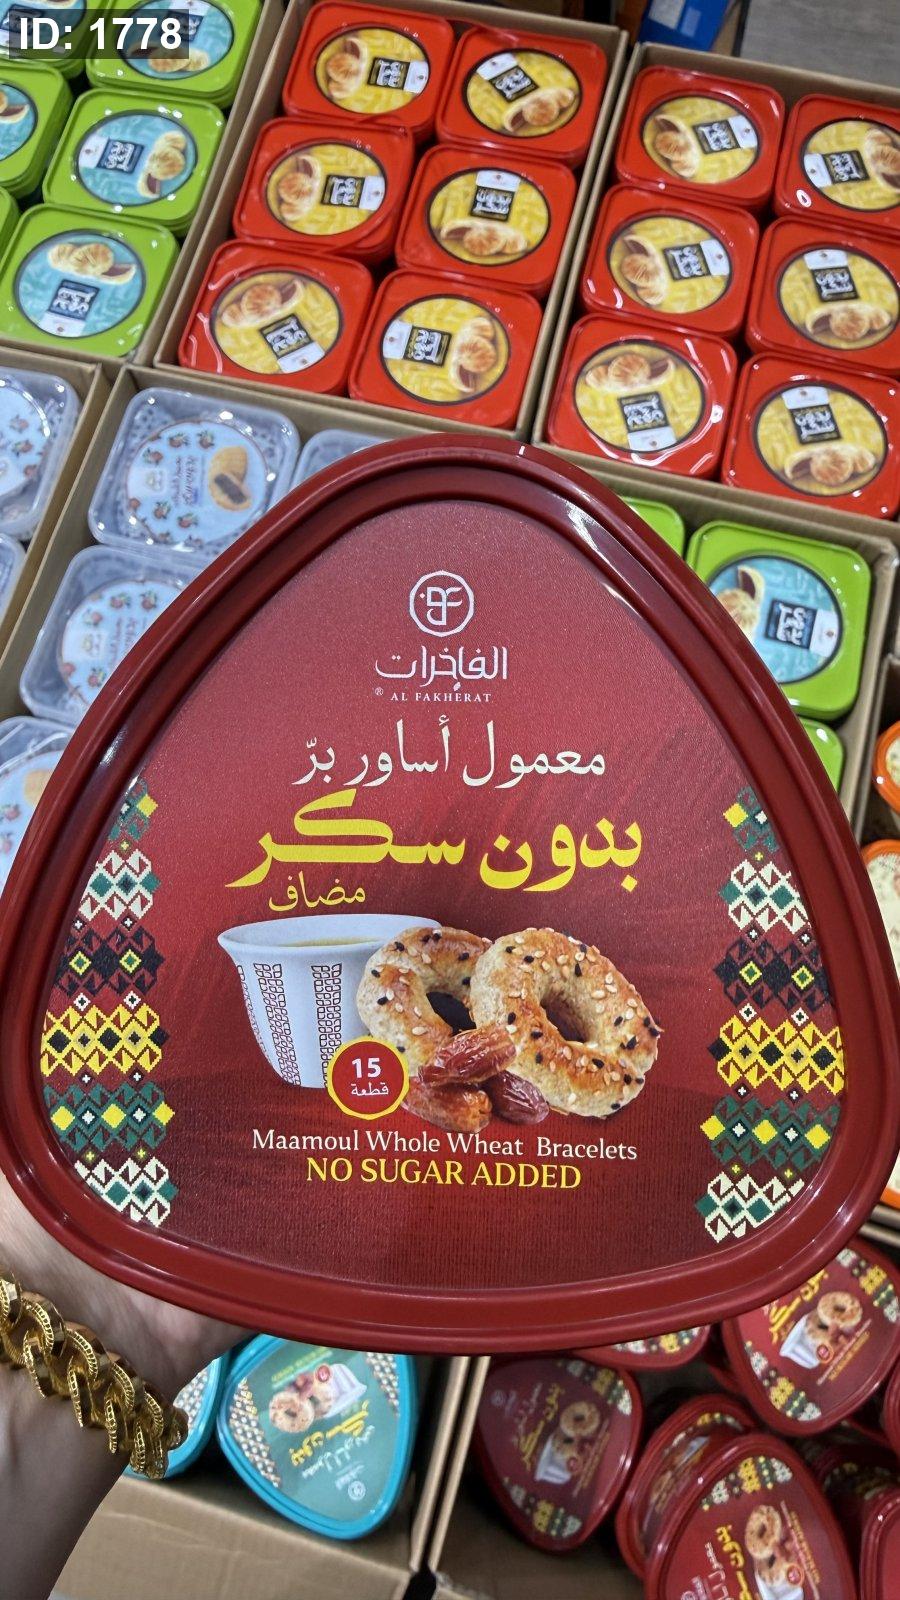 ID: 1778
الفاخرات
® AL FAKHERAT
معمول أساور برّ
بدون سكر
مضاف
15
قطعة
Maamoul Whole Wheat Bracelets
NO SUGAR ADDED